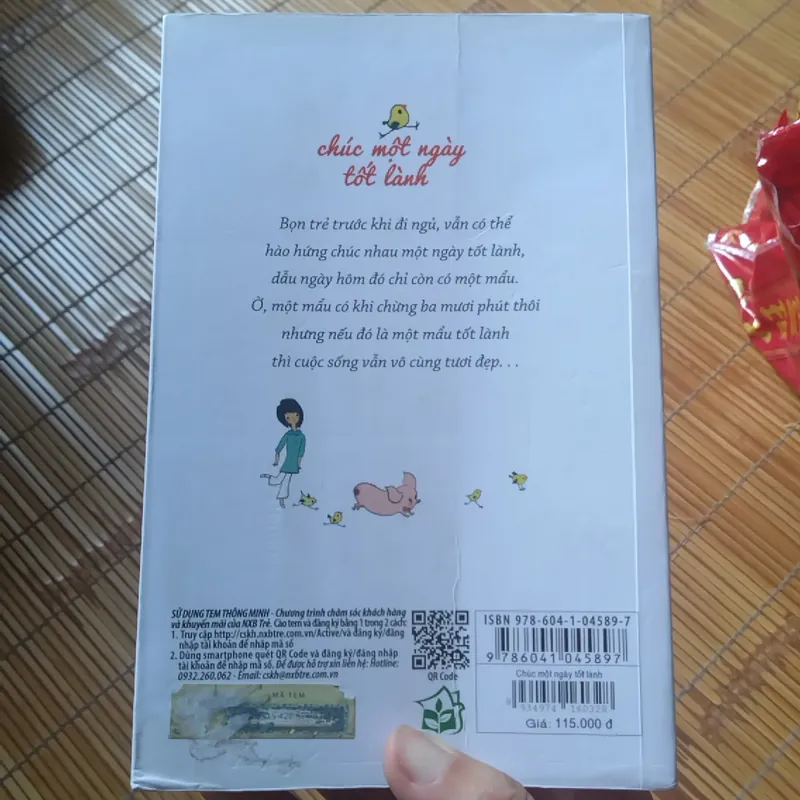 chúc một ngày
tốt lành
Bọn trẻ trước khi đi ngủ, vẫn có thể
hào hứng chúc nhau một ngày tốt lành,
dẫu ngày hôm đó chỉ còn có một mẩu.
Ờ, một mẩu có khi chừng ba mươi phút thôi
nhưng nếu đó là một mẩu tốt lành
thì cuộc sống vẫn vô cùng tươi đẹp. . .
SỬ DỤNG TEM THÔNG MINH - Chương trình chăm sóc khách hàng
và khuyến mãi của NXB Trẻ. Cào tem và đăng ký bằng 1 trong 2 cách:
1. Truy cập http://cskh.nxbtre.com.vn/Active/và đăng ký/đăng
nhập tài khoản để nhập mã số
2. Dùng smartphone quét QR Code và đăng ký/đăng nhập
tài khoản để nhập mã số. Để được hỗ trợ xin liên hệ: Hotline:
0932.260.062 - Email: cskh@nxbtre.com.vn
QR Code
MÃ TEM
ISBN 978-604-1-04589-7
9 786041 045897
Chúc một ngày tốt lành
8 934974 160328
Giá: 115.000 đ